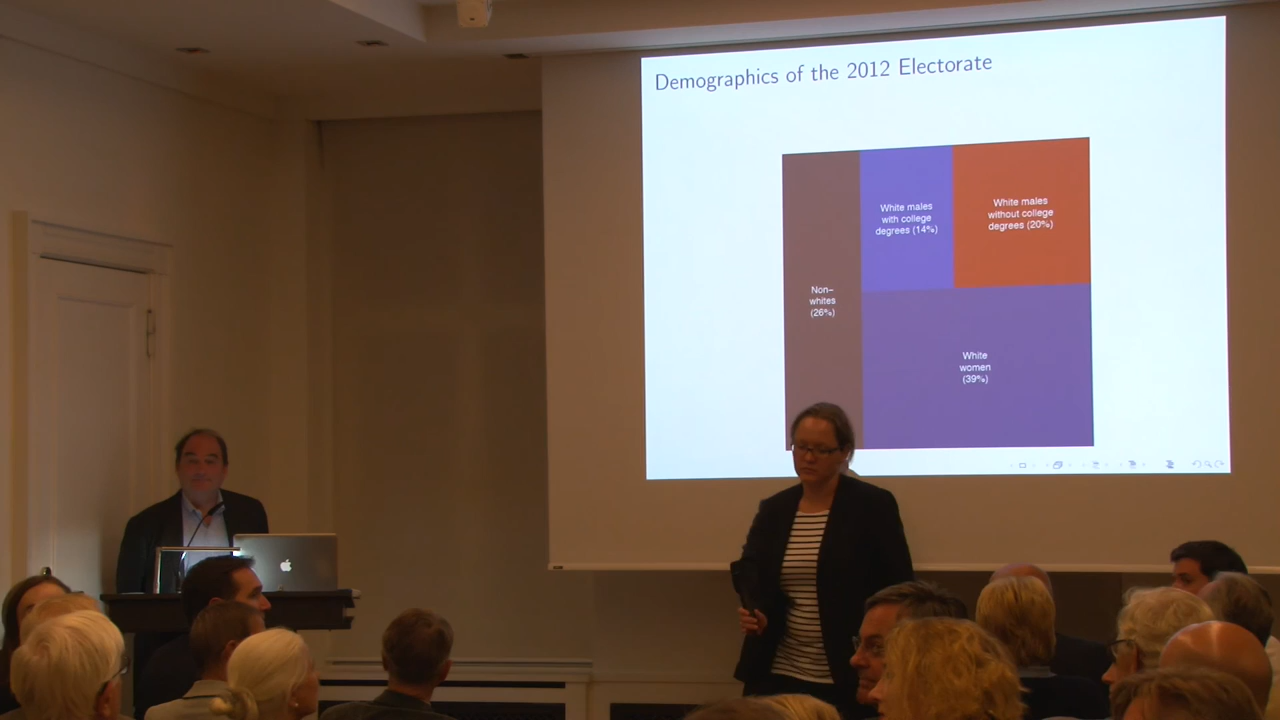 Demographics of the 2012 Electorate
White males
with college
degrees (14%)
White males
without college
degrees (20%)
Non–
whites
(26%)
White
women
(39%)